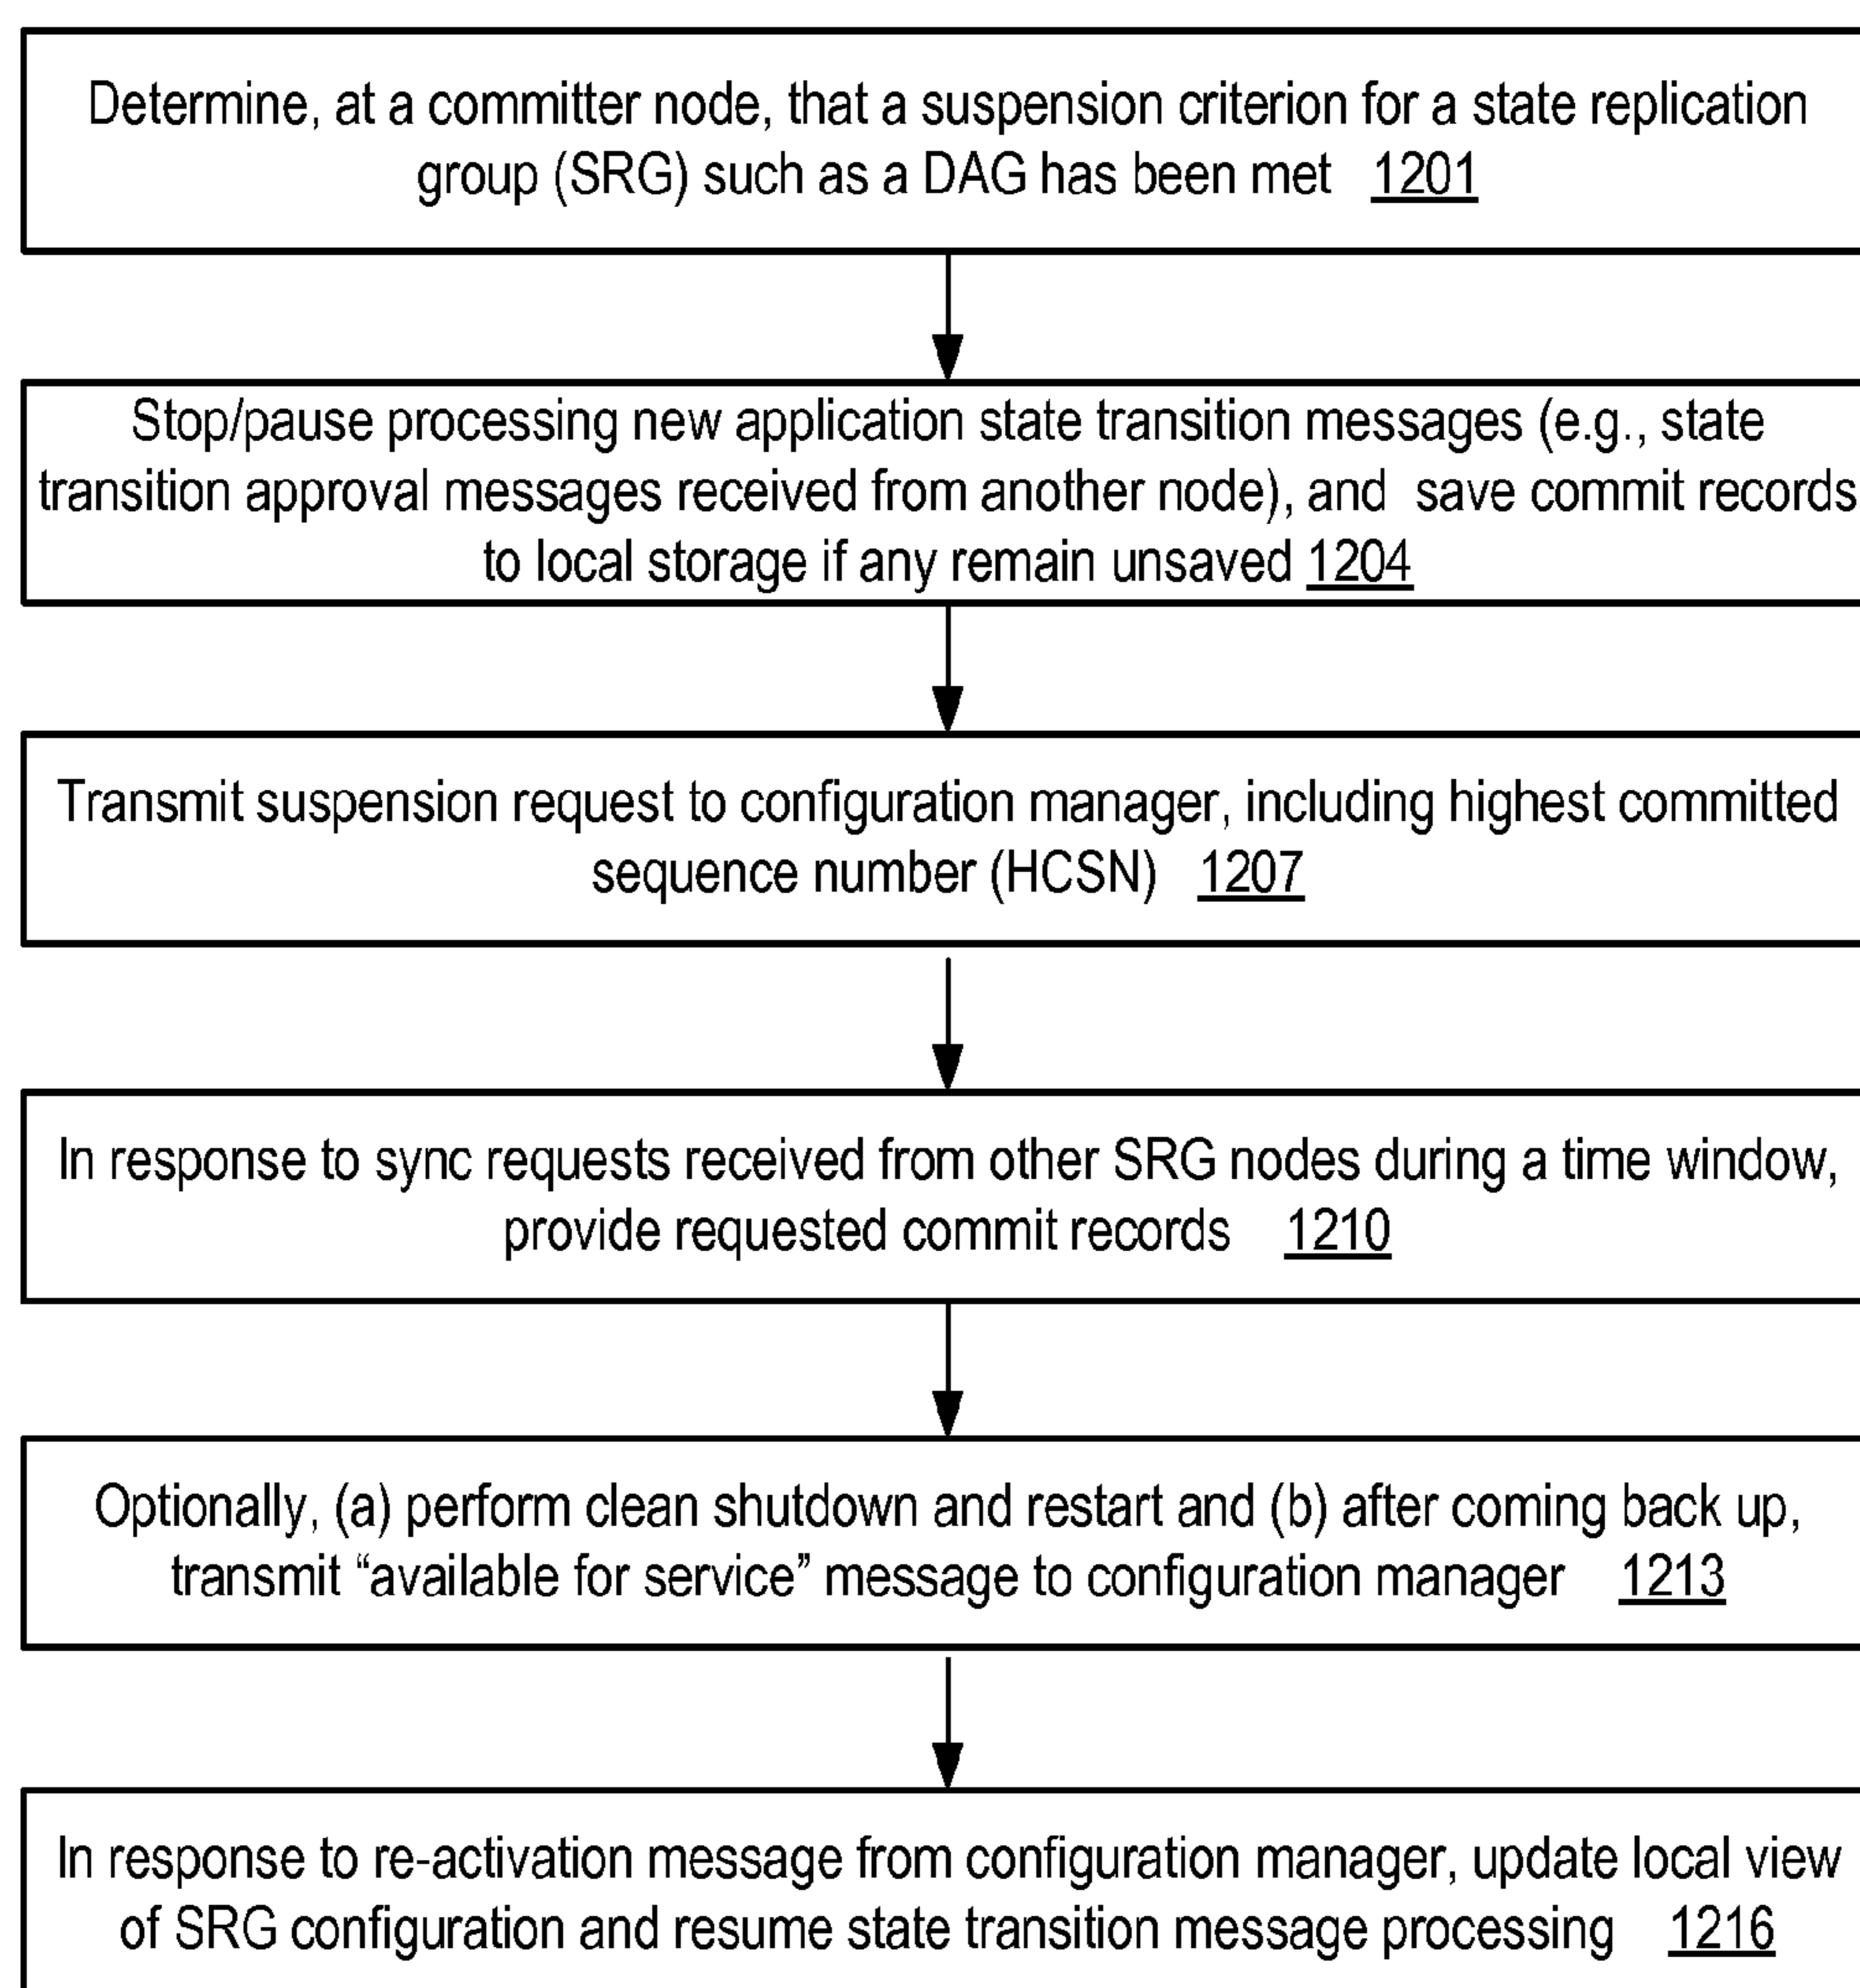 Determine, at a committer node, that a suspension criterion for a state replication
group (SRG) such as a DAG has been met 1201
Stop/pause processing new application state transition messages (e.g., state
transition approval messages received from another node), and save commit records
to local storage if any remain unsaved 1204
Transmit suspension request to configuration manager, including highest committed
sequence number (HCSN) 1207
In response to sync requests received from other SRG nodes during a time window,
provide requested commit records 1210
Optionally, (a) perform clean shutdown and restart and (b) after coming back up,
transmit “available for service” message to configuration manager 1213
In response to re-activation message from configuration manager, update local view
of SRG configuration and resume state transition message processing 1216